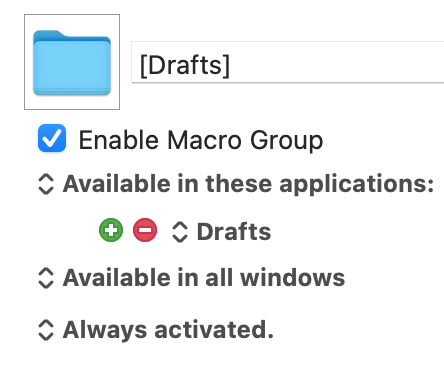 [Drafts]
Enable Macro Group
Available in these applications:
Drafts
Available in all windows
Always activated.